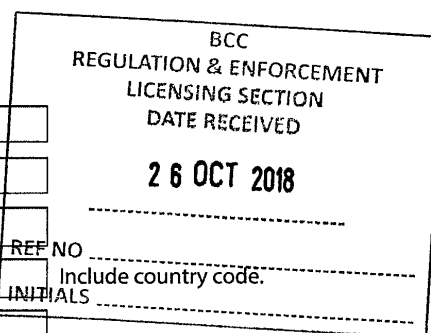 BCC
REGULATION & ENFORCEMENT
LICENSING SECTION
DATE RECEIVED
26 OCT 2018
REF NO
Include country code.
INITIALS